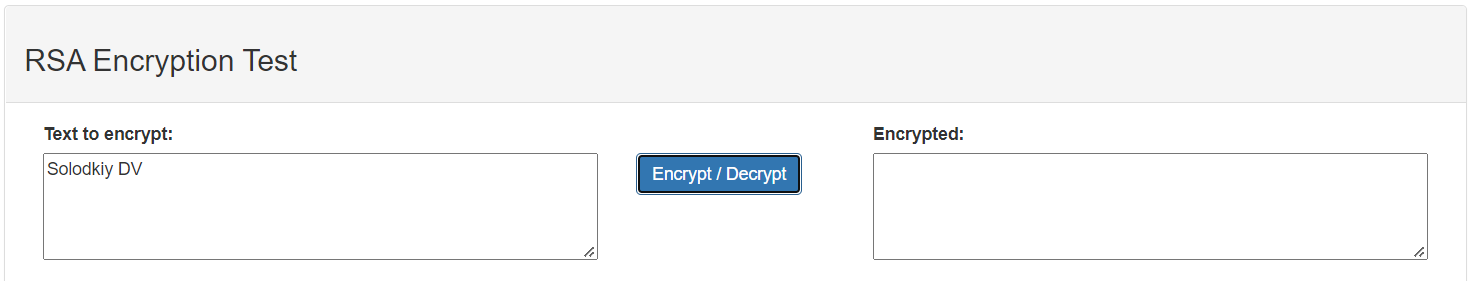 RSA Encryption Test
Text to encrypt:
Encrypted:
Solodkiy DV
Encrypt / Decrypt